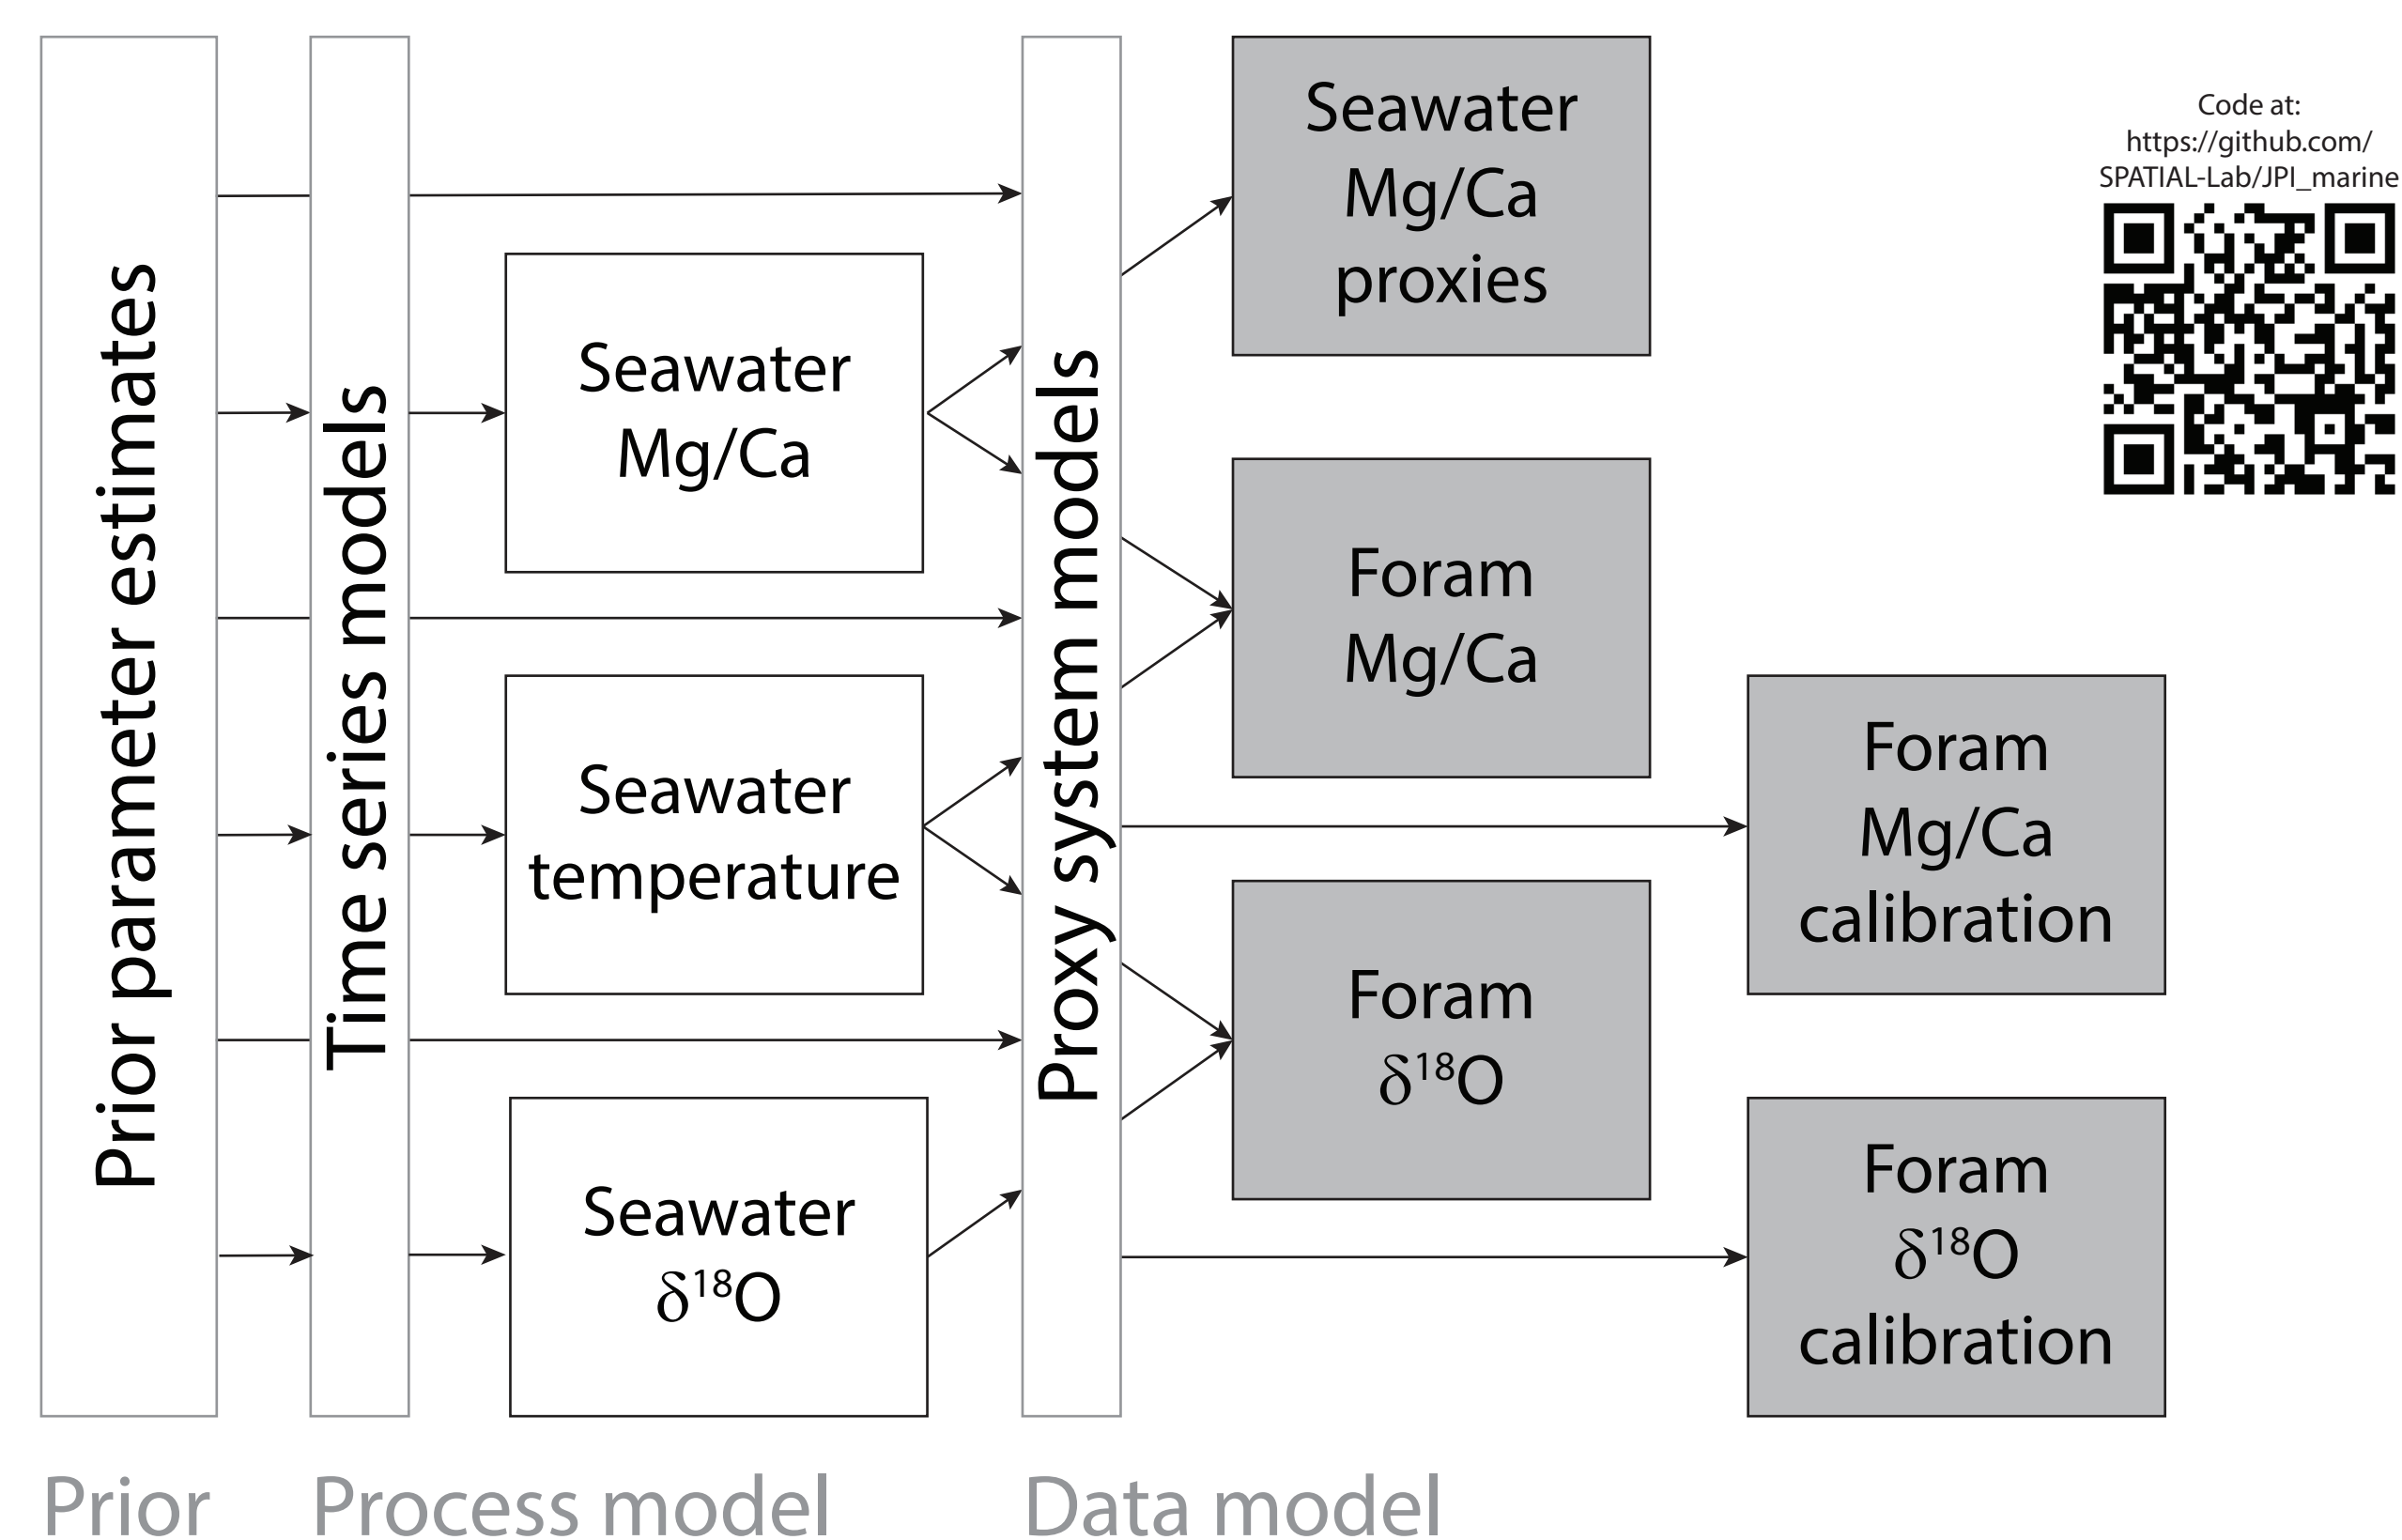 Prior parameter estimates
Time series models
Seawater
Mg/Ca
Seawater
temperature
Seawater
δ¹⁸O
Proxy system models
Seawater
Mg/Ca
proxies
Foram
Mg/Ca
Foram
δ¹⁸O
Foram
Mg/Ca
calibration
Foram
δ¹⁸O
calibration
Code at:
https://github.com/
SPATIAL-Lab/JPI_marine
Prior
Process model
Data model